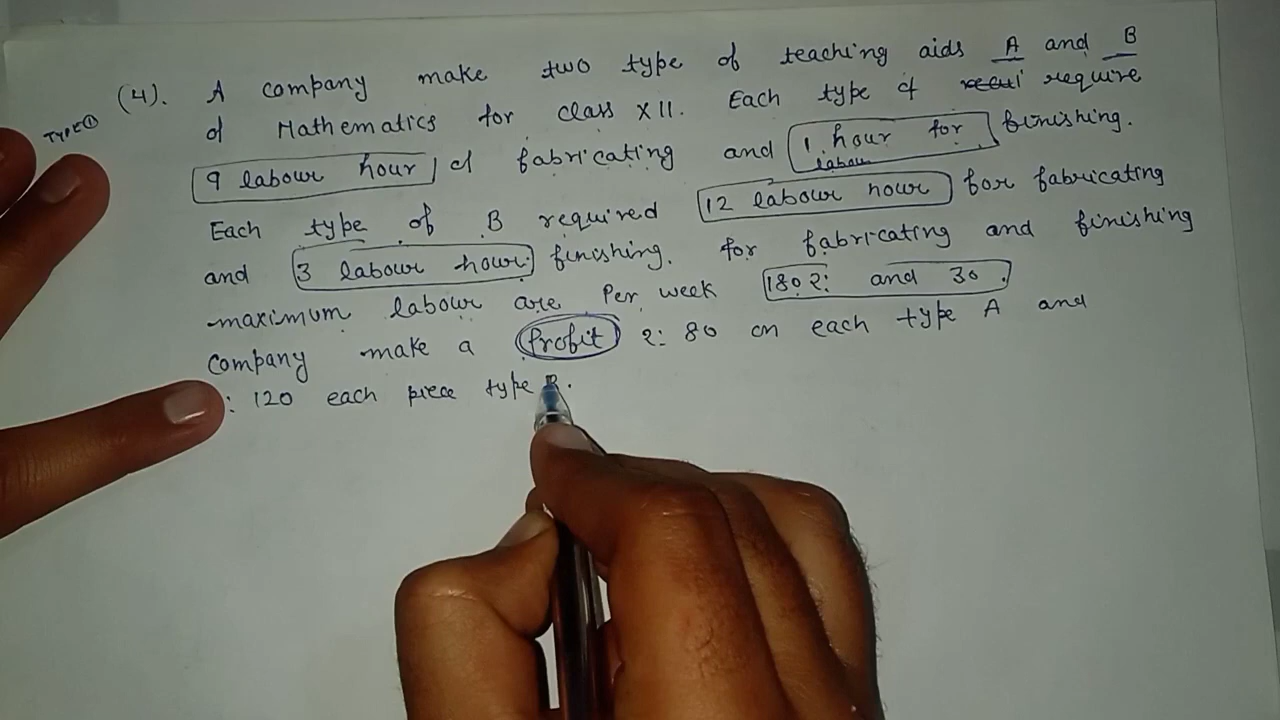 TYPE①
(4). A company make two type of teaching aids A and B
of Mathematics for class XII. Each type of require
9 labour hour of fabricating and 1 hour for finishing.
labour
Each type of B required 12 labour hour for fabricating
and 3 labour hour finishing. for fabricating and finishing
maximum labour are Per week 180 and 30.
company make a Profit 80 on each type A and
: 120 each piece type B.